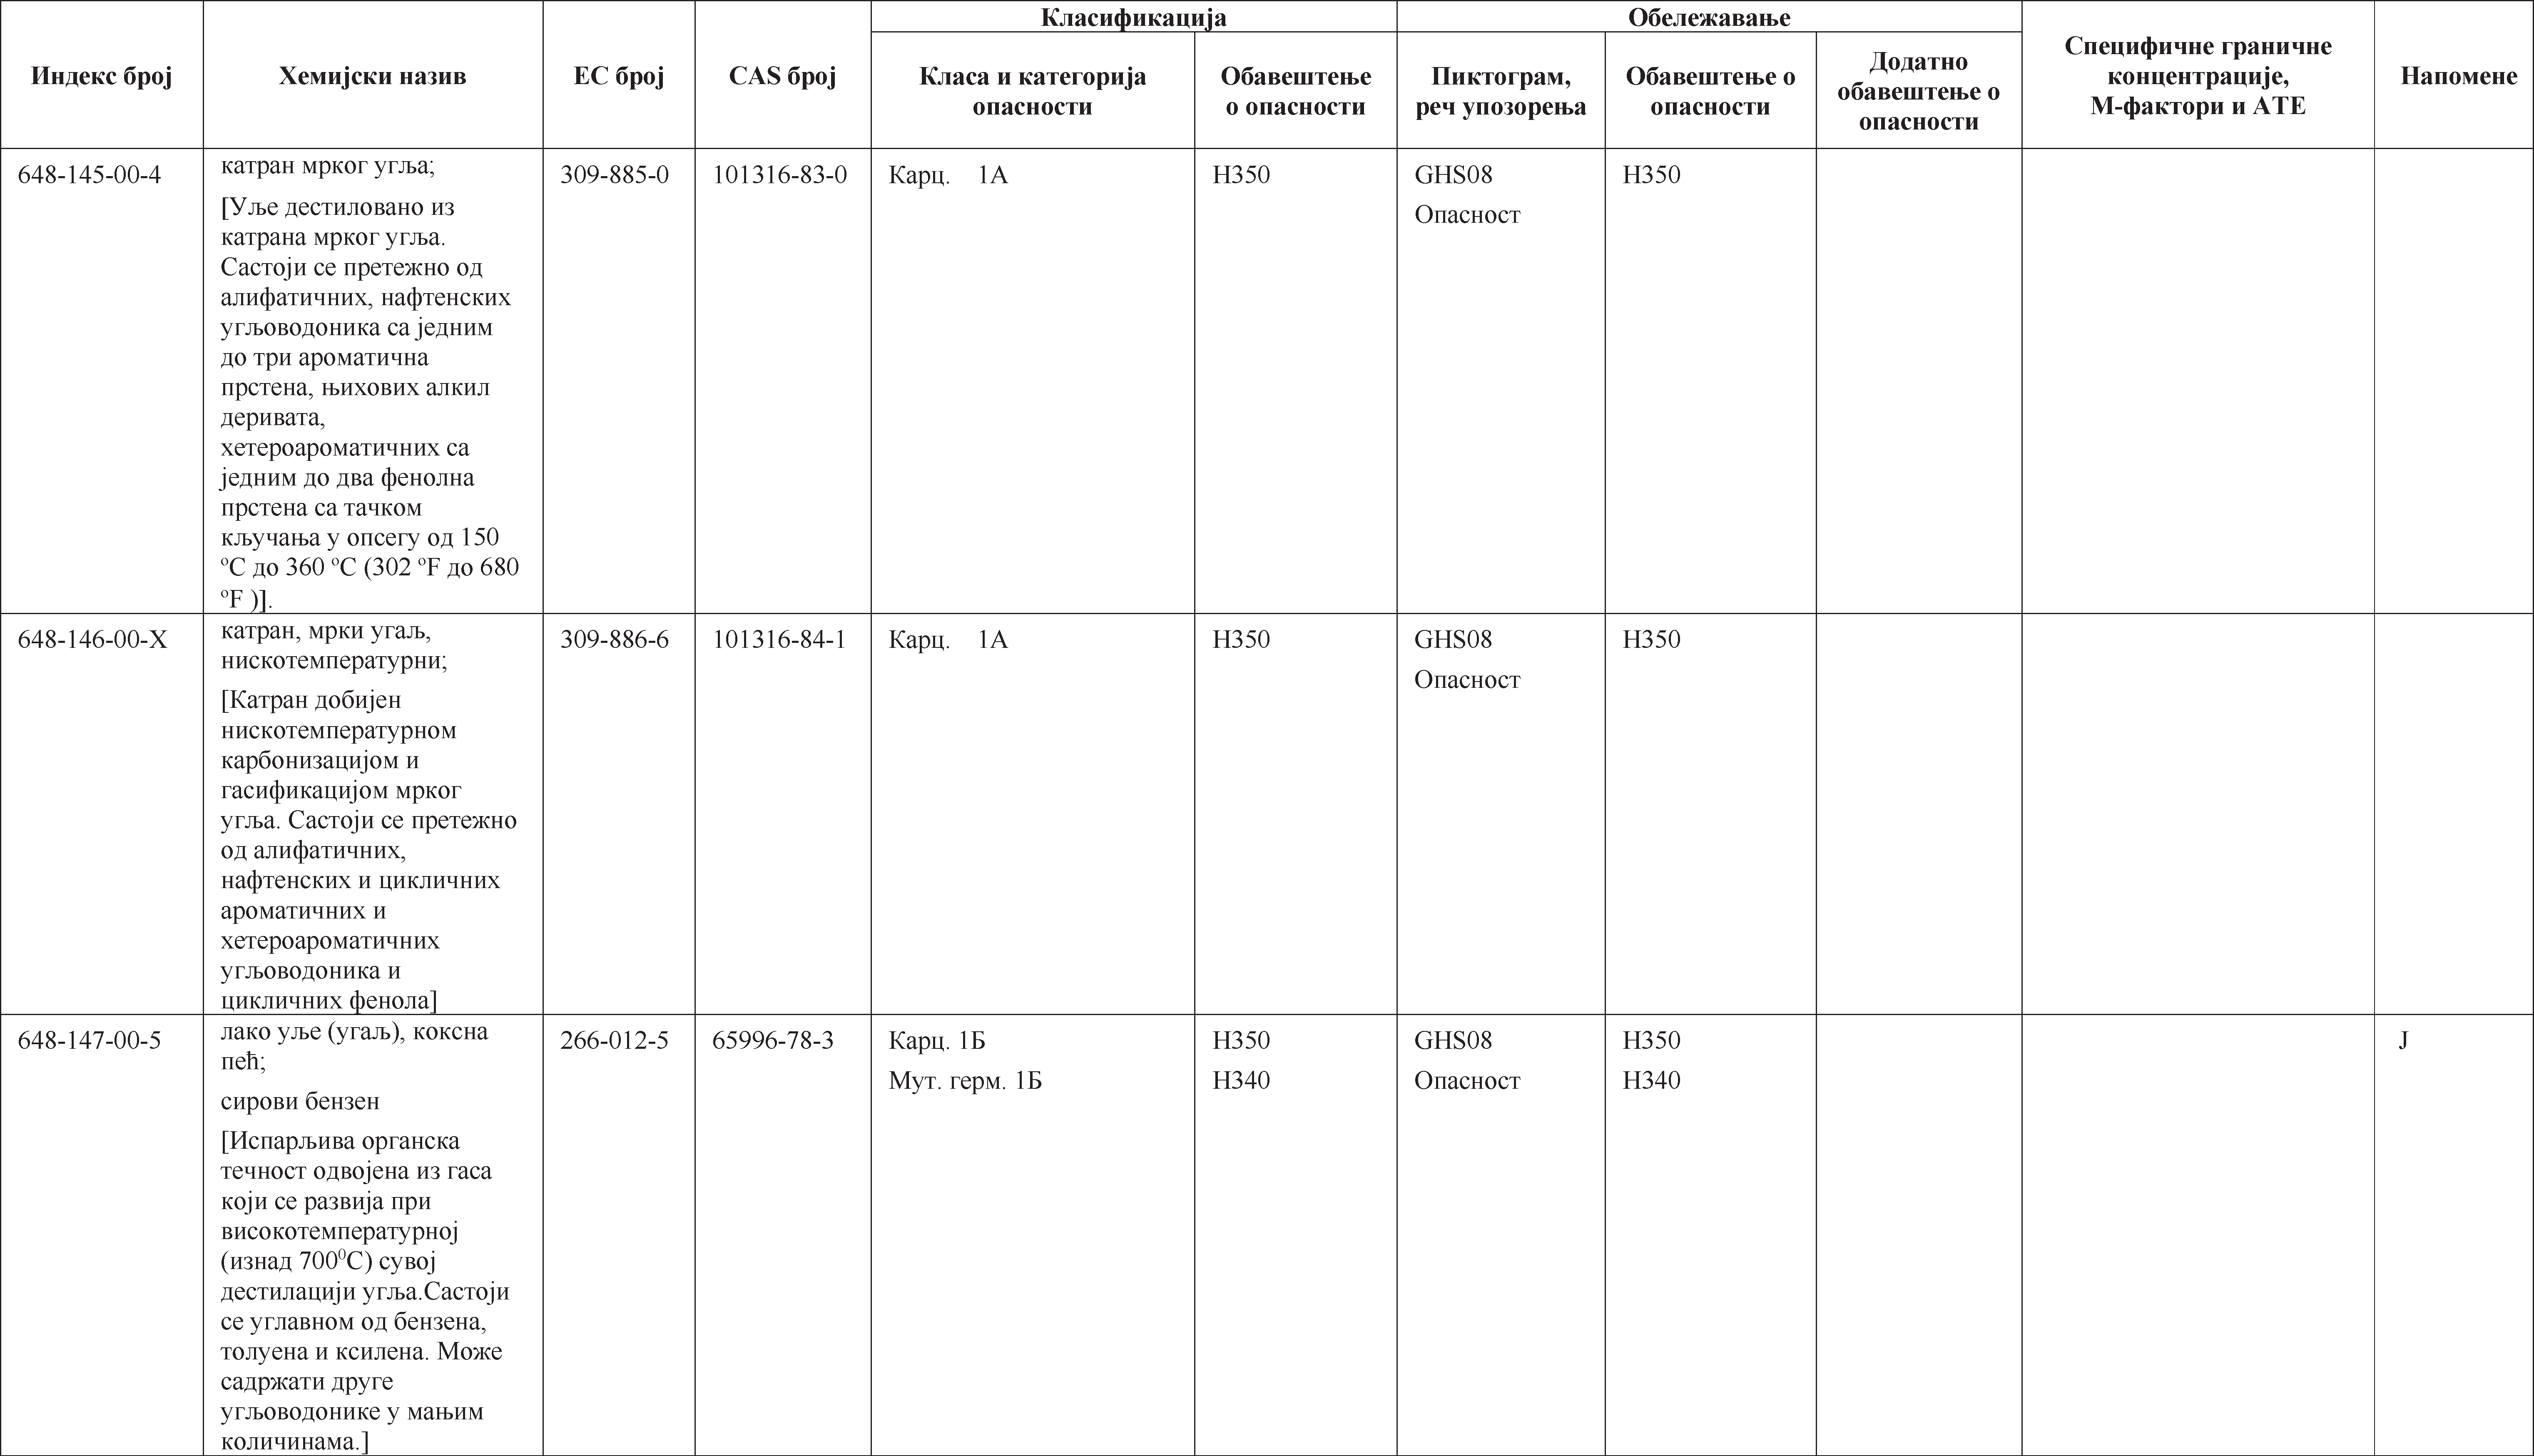 Класификација
Обележавање
Индекс број
Хемијски назив
ЕС број
CAS број
Класа и категорија
опасности
Обавештење
о опасности
Пиктограм,
реч упозорења
Обавештење о
опасности
Додатно
обавештење о
опасности
Специфичне граничне
концентрације,
М-фактори и АТЕ
Напомене
648-145-00-4
катран мрког угља;
[Уље дестиловано из
катрана мрког угља.
Састоји се претежно од
алифатичних, нафтенских
угљоводоника са једним
до три ароматична
прстена, њихових алкил
деривата,
хетероароматичних са
једним до два фенолна
прстена са тачком
кључања у опсегу од 150
ºC до 360 ºC (302 ºF до 680
ºF )].
309-885-0
101316-83-0
Карц. 1А
H350
GHS08
Опасност
H350
648-146-00-X
катран, мрки угаљ,
нискотемпературни;
[Катран добијен
нискотемпературном
карбонизацијом и
гасификацијом мрког
угља. Састоји се претежно
од алифатичних,
нафтенских и цикличних
ароматичних и
хетероароматичних
угљоводоника и
цикличних фенола]
309-886-6
101316-84-1
Карц. 1А
H350
GHS08
Опасност
H350
648-147-00-5
лако уље (угаљ), коксна
пећ;
сирови бензен
[Испарљива органска
течност одвојена из гаса
који се развија при
високотемпературној
(изнад 700⁰C) сувој
дестилацији угља.Састоји
се углавном од бензена,
толуена и ксилена. Може
садржати друге
угљоводонике у мањим
количинама.]
266-012-5
65996-78-3
Карц. 1Б
Мут. герм. 1Б
H350
H340
GHS08
Опасност
H350
H340
J